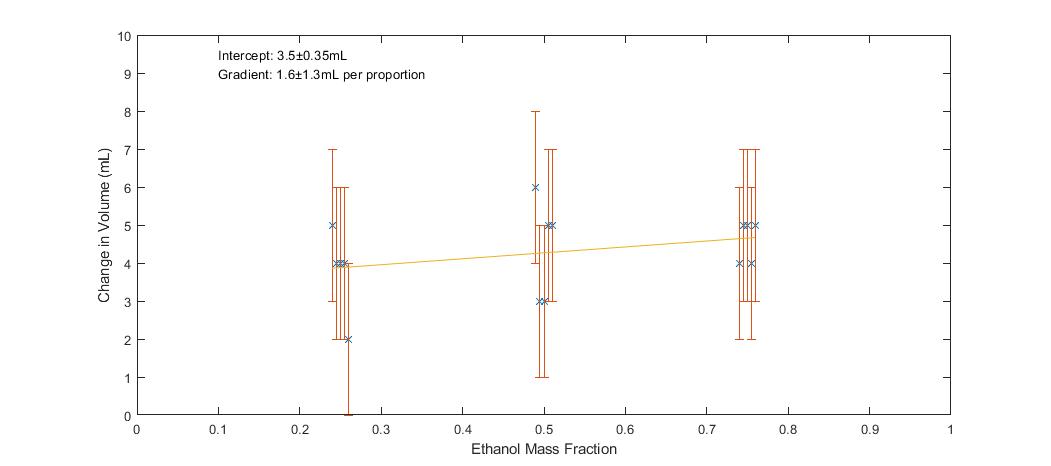 10
9
8
7
6
5
4
3
2
1
0
Change in Volume (mL)
Intercept: 3.5±0.35mL
Gradient: 1.6±1.3mL per proportion
0 0.1 0.2 0.3 0.4 0.5 0.6 0.7 0.8 0.9 1
Ethanol Mass Fraction